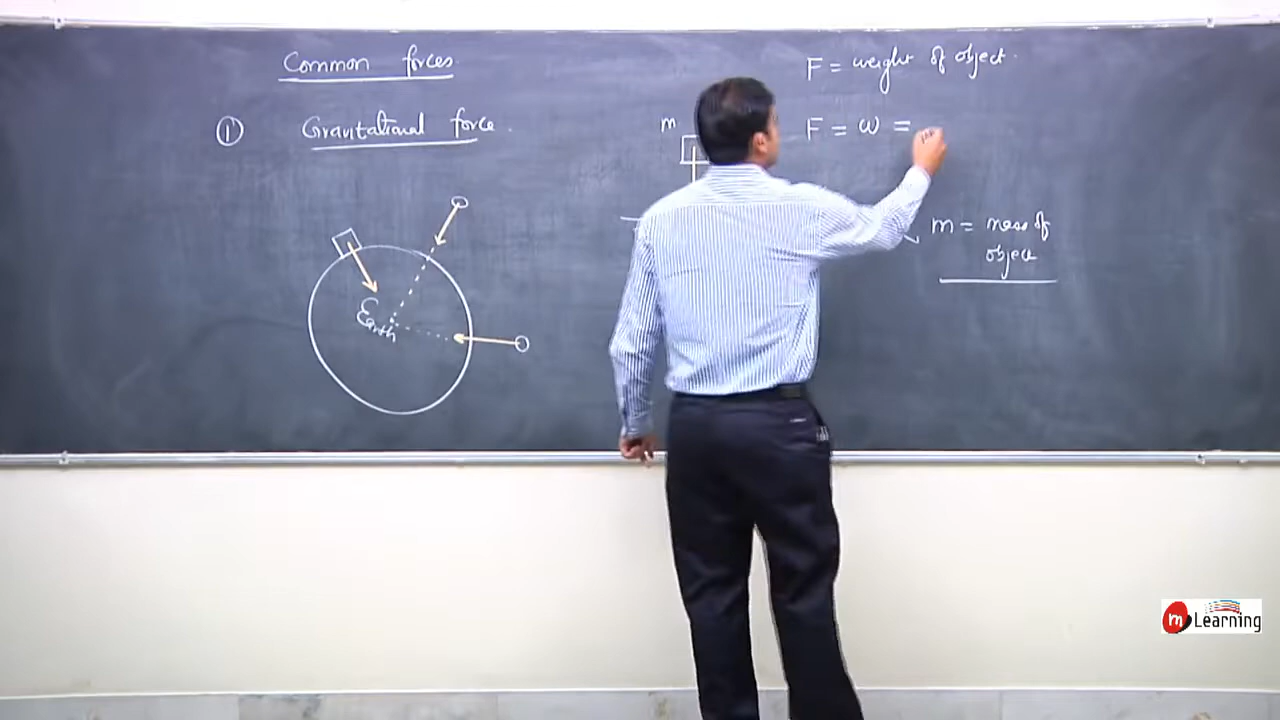 Common forces.
① Gravitational force.
Earth
m
F = weight of object.
F = w =
m = mass of
object
m Learning